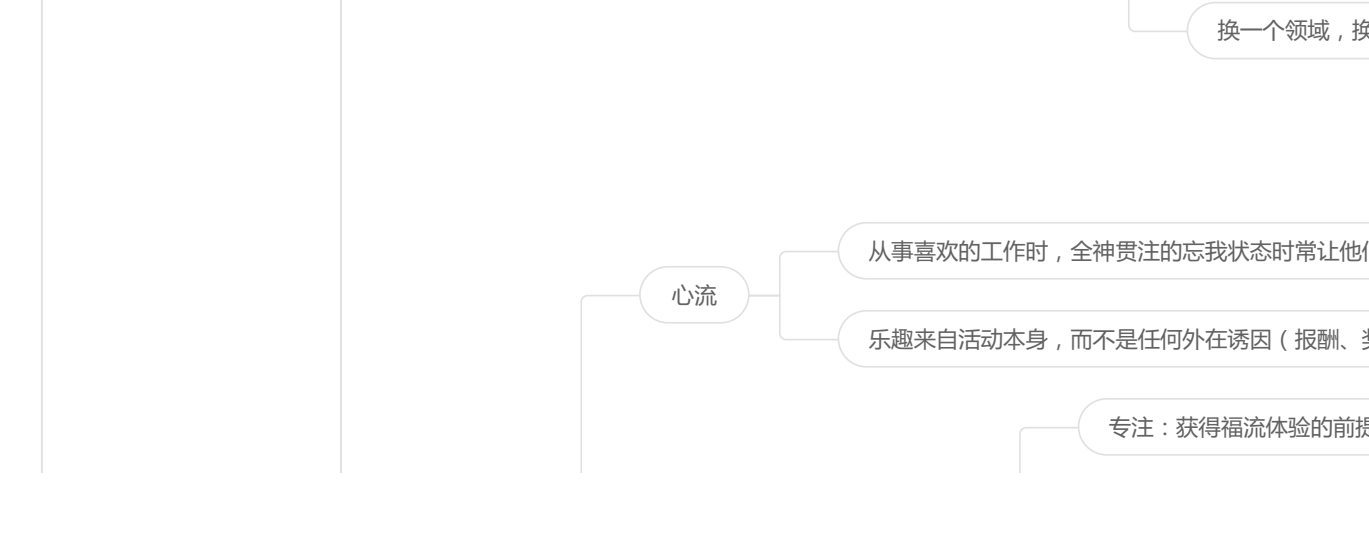 换一个领域，换
从事喜欢的工作时，全神贯注的忘我状态时常让他
心流
乐趣来自活动本身，而不是任何外在诱因（报酬、
专注：获得福流体验的前提